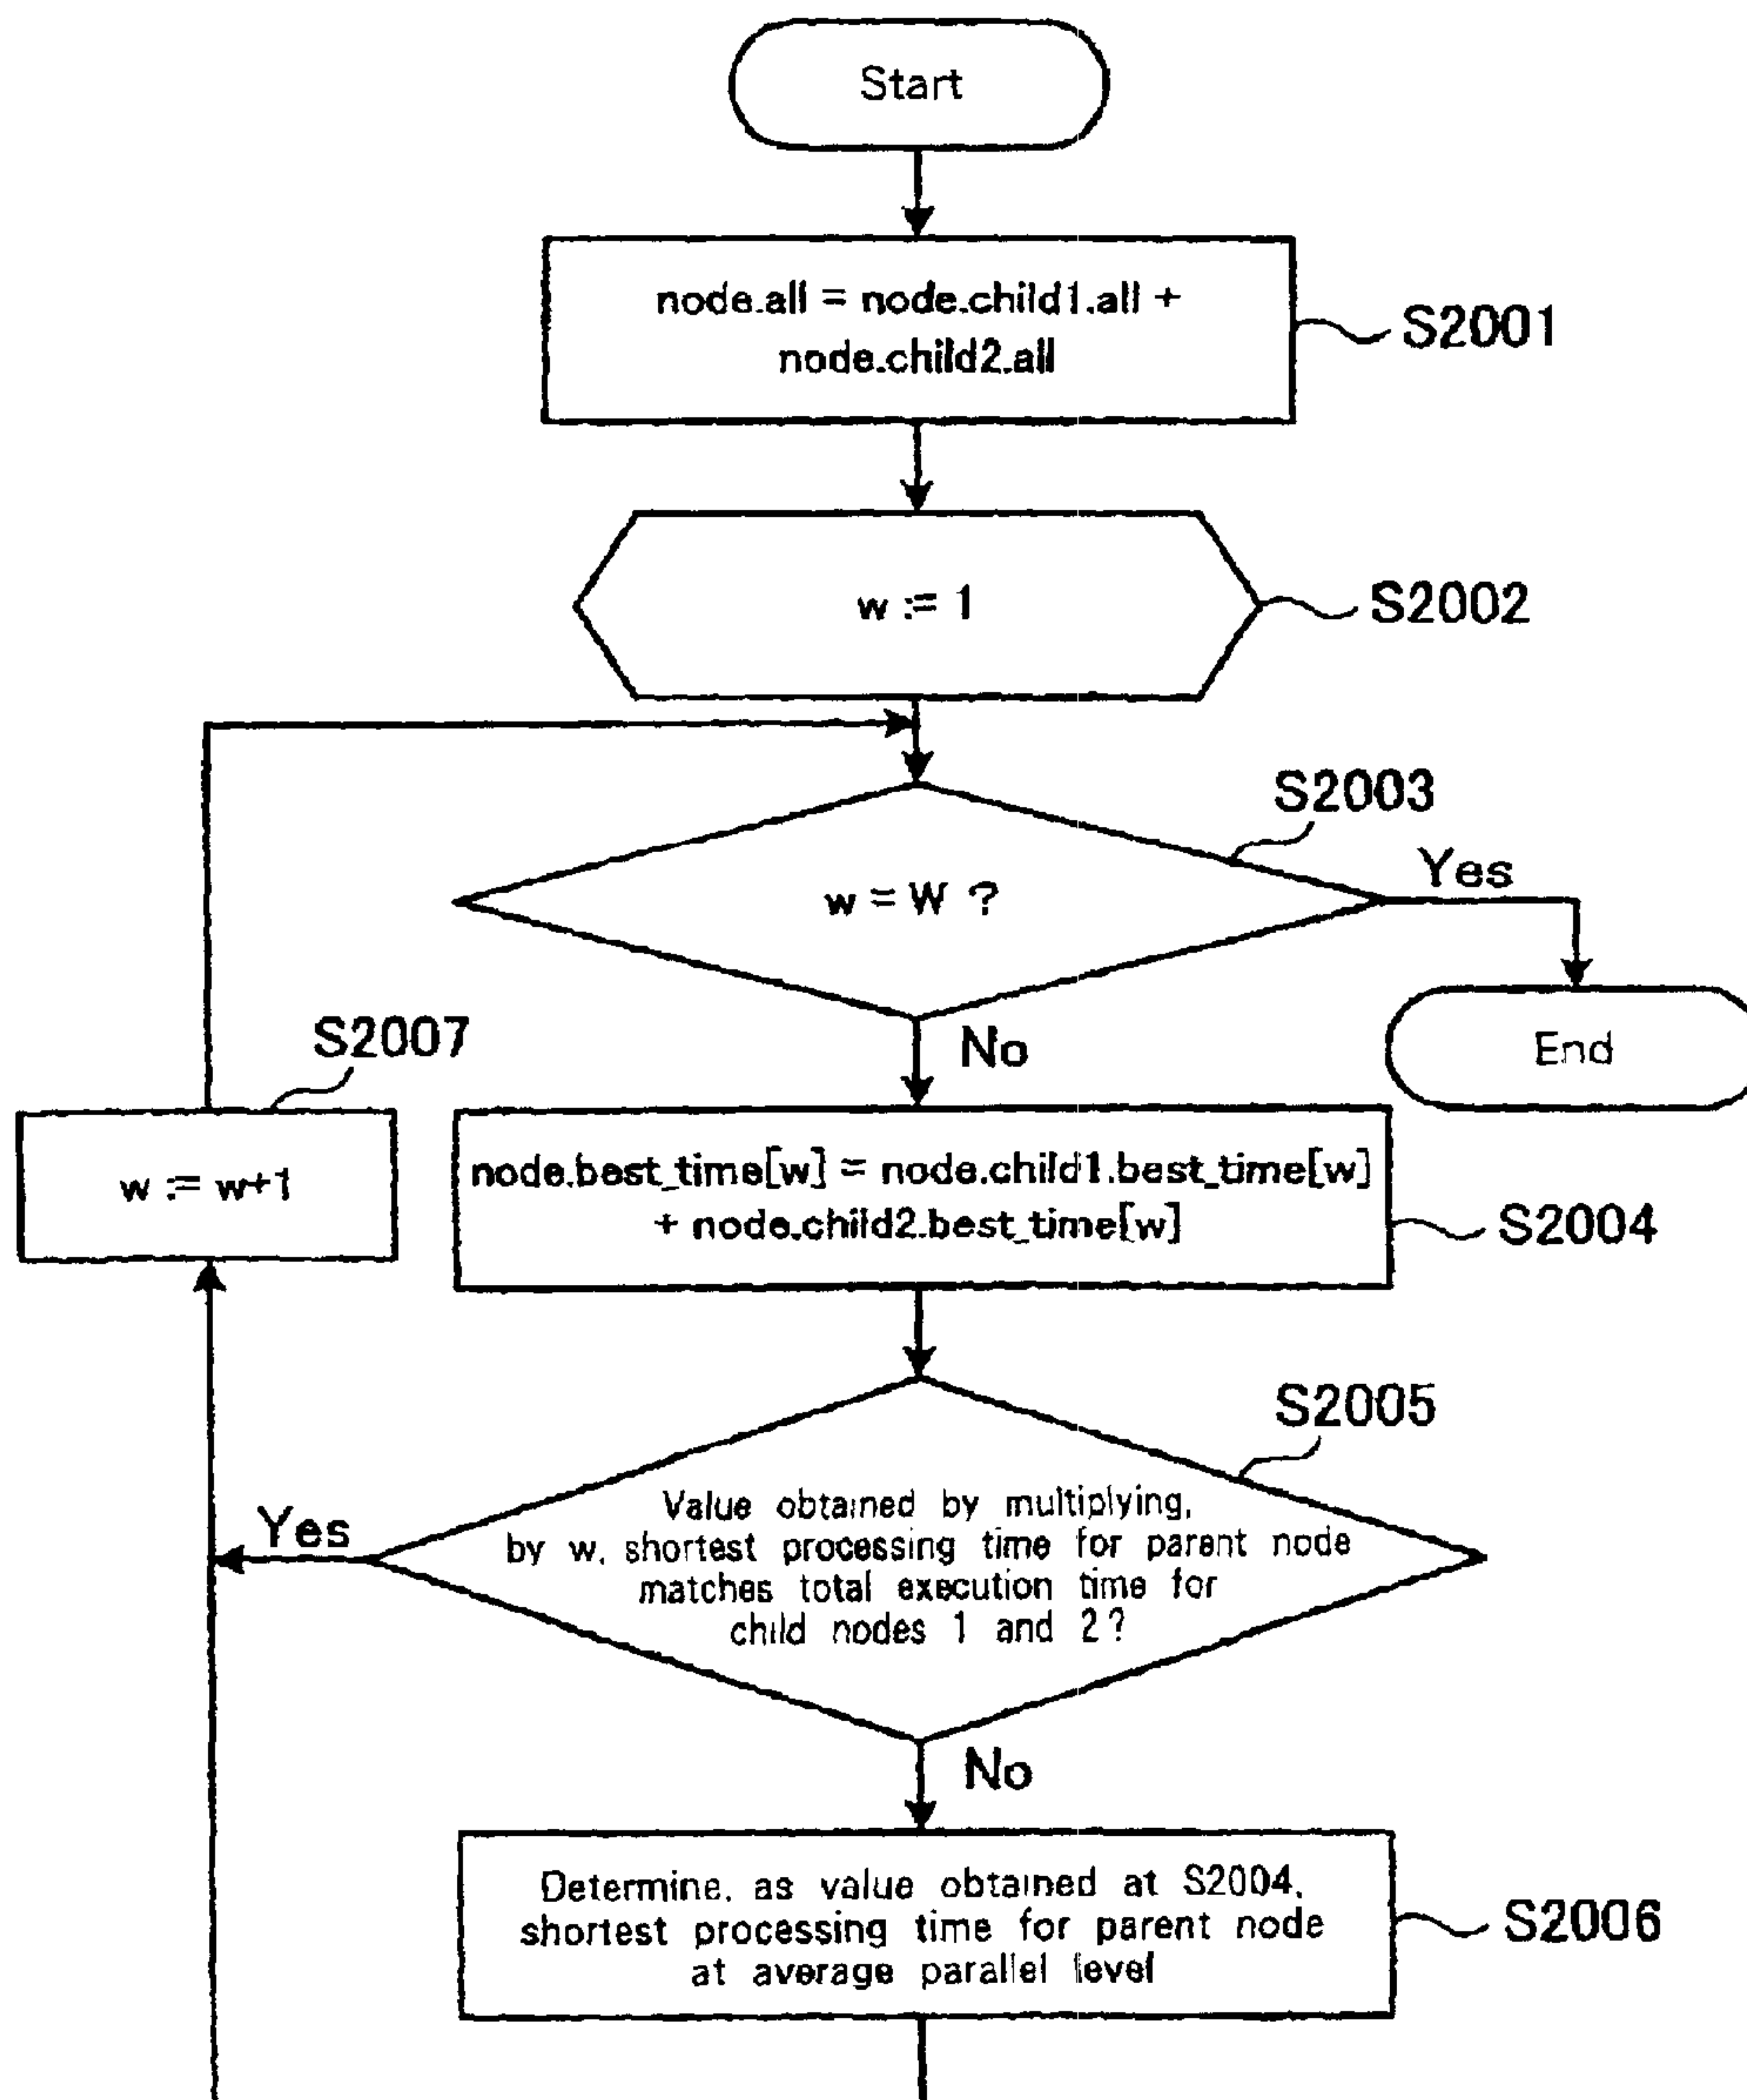 Start
node.all = node.child1.all +
node.child2.all
S2001
w := 1
S2002
S2003
w = W ?
Yes
End
No
S2007
w := w+1
node.best_time[w] = node.child1.best_time[w]
+ node.child2.best_time[w]
S2004
S2005
Value obtained by multiplying,
by w, shortest processing time for parent node
matches total execution time for
child nodes 1 and 2?
Yes
No
Determine, as value obtained at S2004,
shortest processing time for parent node
at average parallel level
S2006